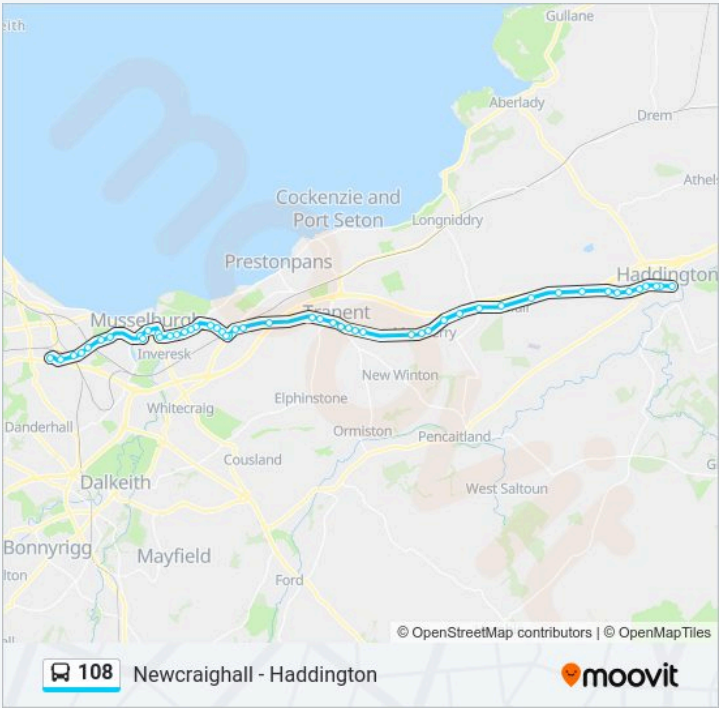 Gullane
eith
Aberlady
Drem
Athel
Cockenzie and
Port Seton
Longniddry
Prestonpans
Haddington
Musselburgh
Tranent
Inveresk
New Winton
Elphinstone
Whitecraig
Danderhall
Ormiston
Pencaitland
Cousland
G
Dalkeith
West Saltoun
Bonnyrigg
Mayfield
lton
Ford
ell
© OpenStreetMap contributors | © OpenMapTiles
108 Newcraighall - Haddington
moovit